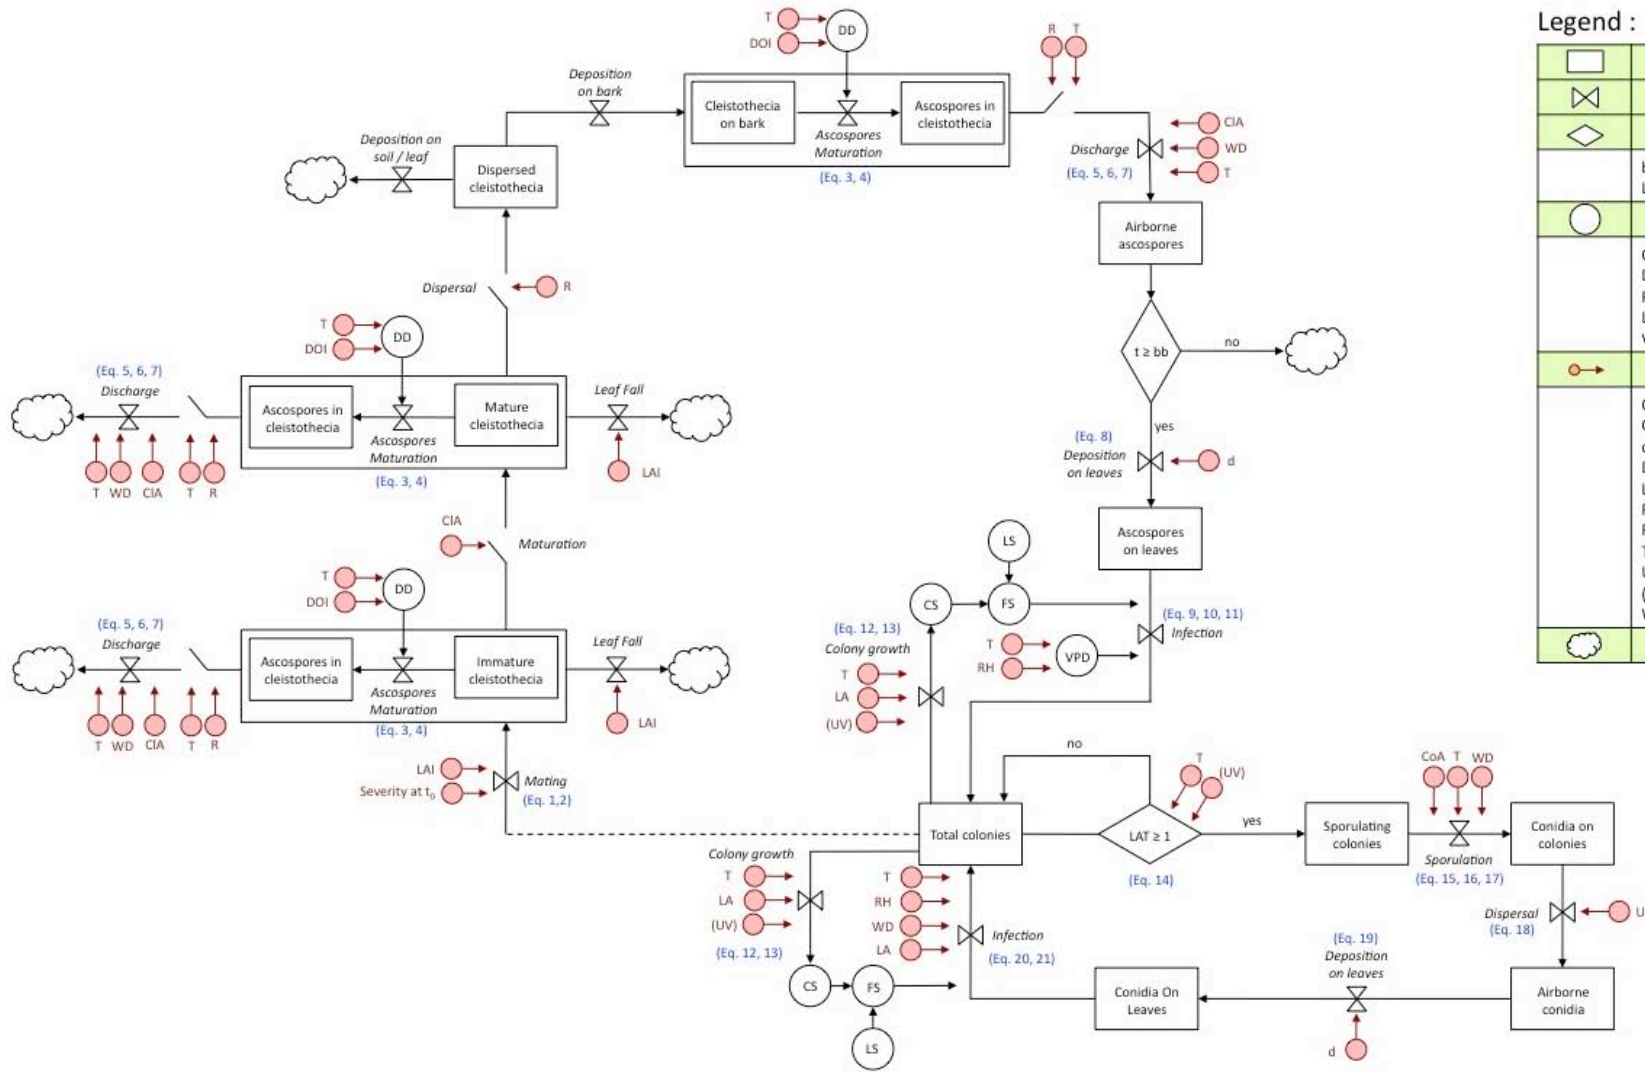 Legend :
T
DOI
DD
R T
Deposition
on bark
Cleistothecia
on bark
Ascospores
Maturation
Ascospores in
cleistothecia
(Eq. 3, 4)
Deposition on
soil / leaf
Dispersed
cleistothecia
Discharge
(Eq. 5, 6, 7)
ClA
WD
T
Airborne
ascospores
Dispersal
R
t ≥ bb
no
yes
T
DOI
DD
(Eq. 5, 6, 7)
Discharge
Ascospores in
cleistothecia
Mature
cleistothecia
Ascospores
Maturation
(Eq. 3, 4)
Leaf Fall
LAI
T WD ClA T R
(Eq. 8)
Deposition
on leaves
d
Ascospores
on leaves
ClA
Maturation
LS
CS
FS
T
DOI
DD
(Eq. 5, 6, 7)
Discharge
Ascospores in
cleistothecia
Immature
cleistothecia
Ascospores
Maturation
(Eq. 3, 4)
Leaf Fall
LAI
T WD ClA T R
(Eq. 12, 13)
Colony growth
T
LA
(UV)
T
RH
VPD
(Eq. 9, 10, 11)
Infection
LAI
Severity at t0
Mating
(Eq. 1,2)
no
T
(UV)
CoA T WD
Total colonies
LAT ≥ 1
yes
(Eq. 14)
Sporulating
colonies
Sporulation
(Eq. 15, 16, 17)
Conidia on
colonies
Colony growth
T
LA
(UV)
(Eq. 12, 13)
T
RH
WD
LA
Infection
(Eq. 20, 21)
Dispersal
(Eq. 18)
U
(Eq. 19)
Deposition
on leaves
CS
FS
LS
Conidia On
Leaves
d
Airborne
conidia